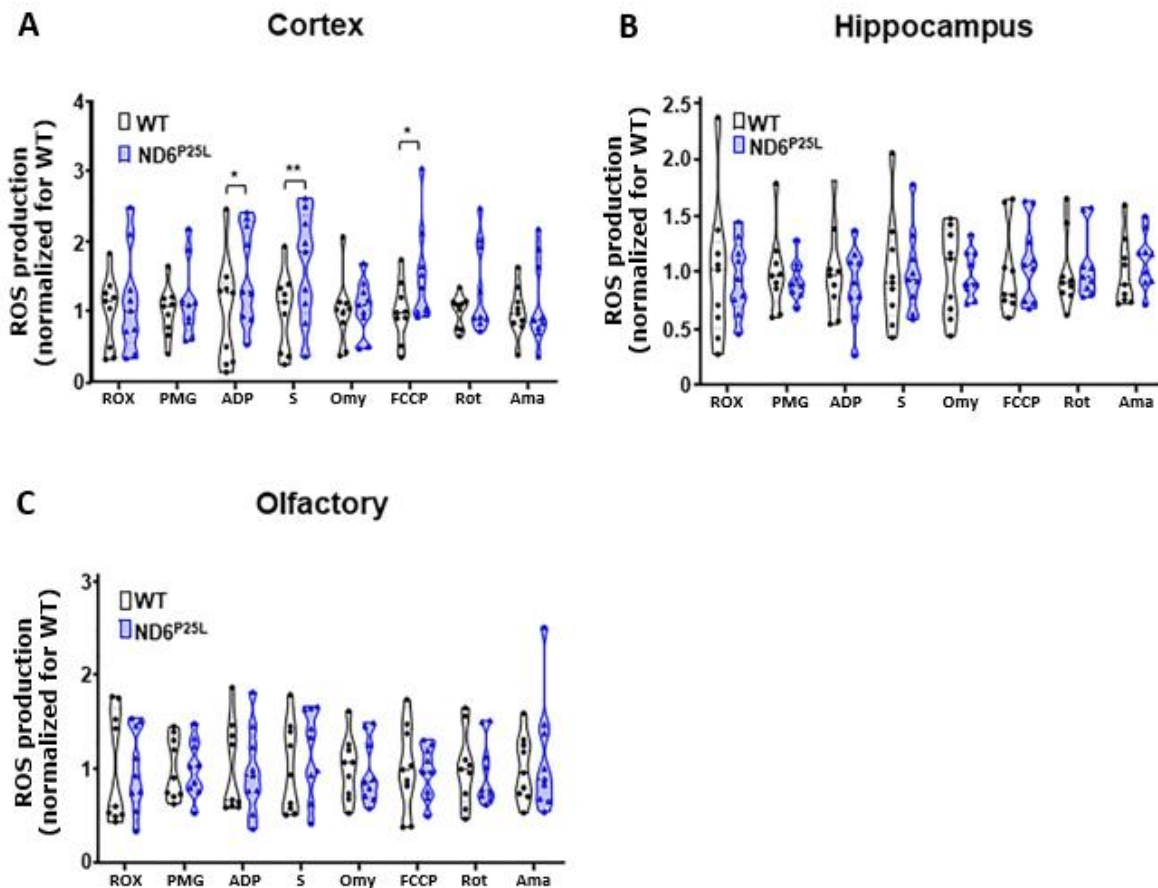 A
Cortex
ROS production
(normalized for WT)
4
3
2
1
0
WT
ND6P25L
*
**
*
ROX PMG ADP S Omy FCCP Rot Ama
B
Hippocampus
ROS production
(normalized for WT)
2.5
2.0
1.5
1.0
0.5
0
WT
ND6P25L
ROX PMG ADP S Omy FCCP Rot Ama
C
Olfactory
ROS production
(normalized for WT)
3
2
1
0
WT
ND6P25L
ROX PMG ADP S Omy FCCP Rot Ama